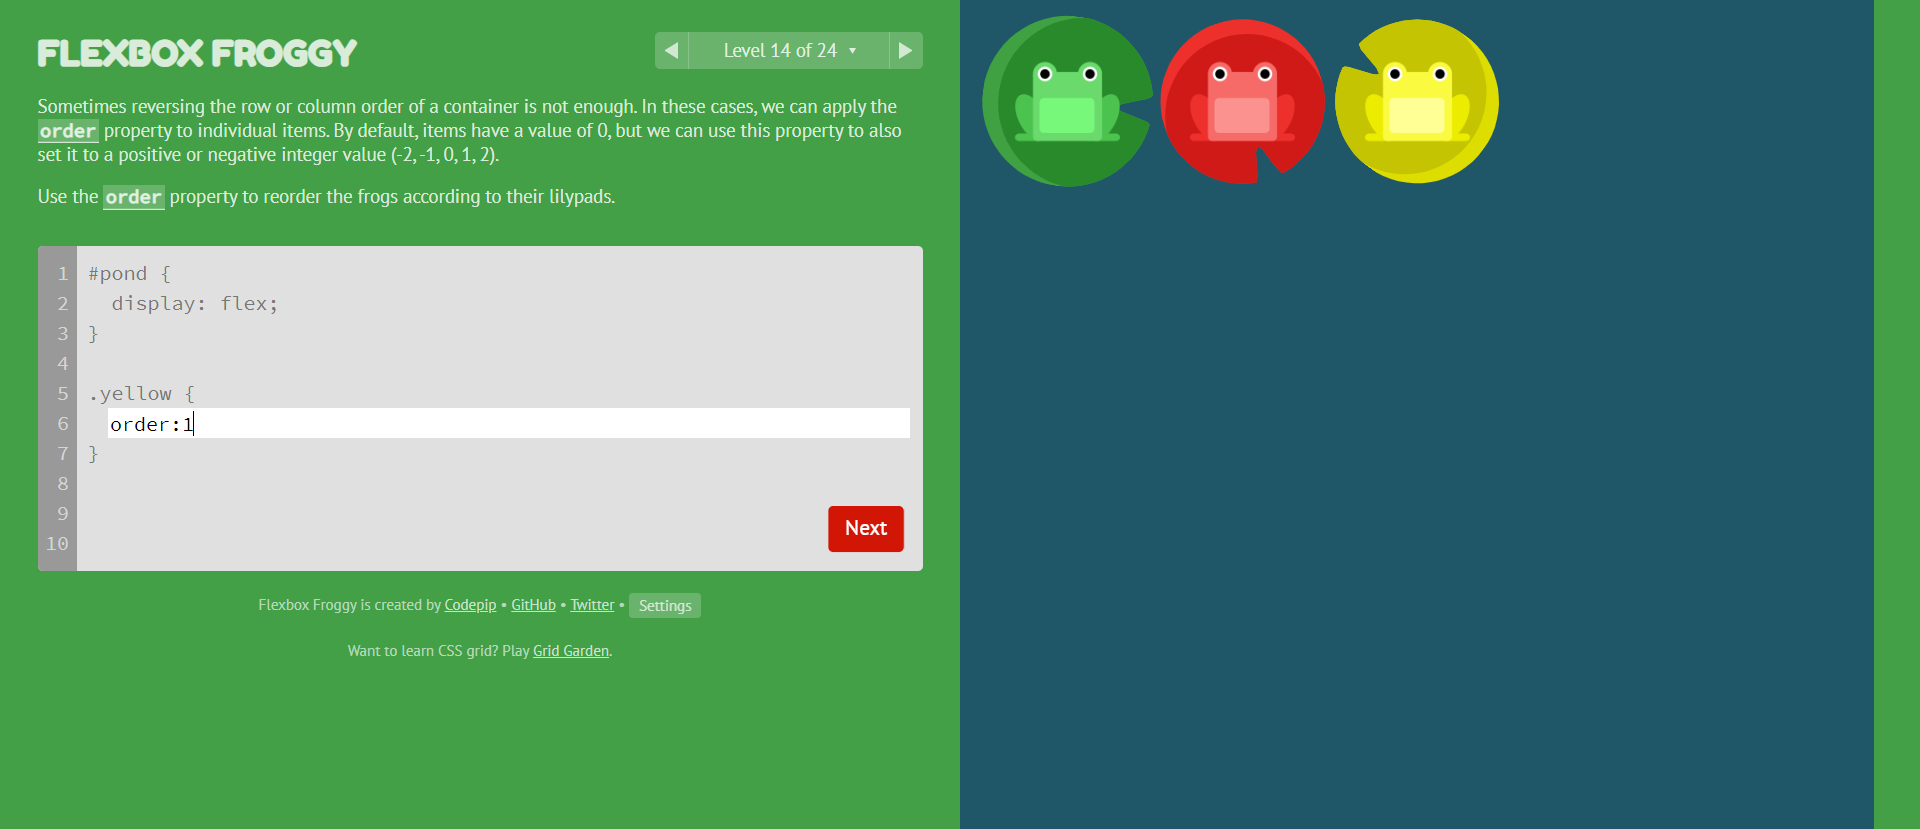 FLEXBOX FROGGY
◀ Level 14 of 24 ▼ ▶
Sometimes reversing the row or column order of a container is not enough. In these cases, we can apply the
order property to individual items. By default, items have a value of 0, but we can use this property to also
set it to a positive or negative integer value (-2, -1, 0, 1, 2).
Use the order property to reorder the frogs according to their lilypads.
1 #pond {
2   display: flex;
3 }
4
5 .yellow {
6   order:1
7 }
8
9
10
Next
Flexbox Froggy is created by Codepip • GitHub • Twitter • Settings
Want to learn CSS grid? Play Grid Garden.